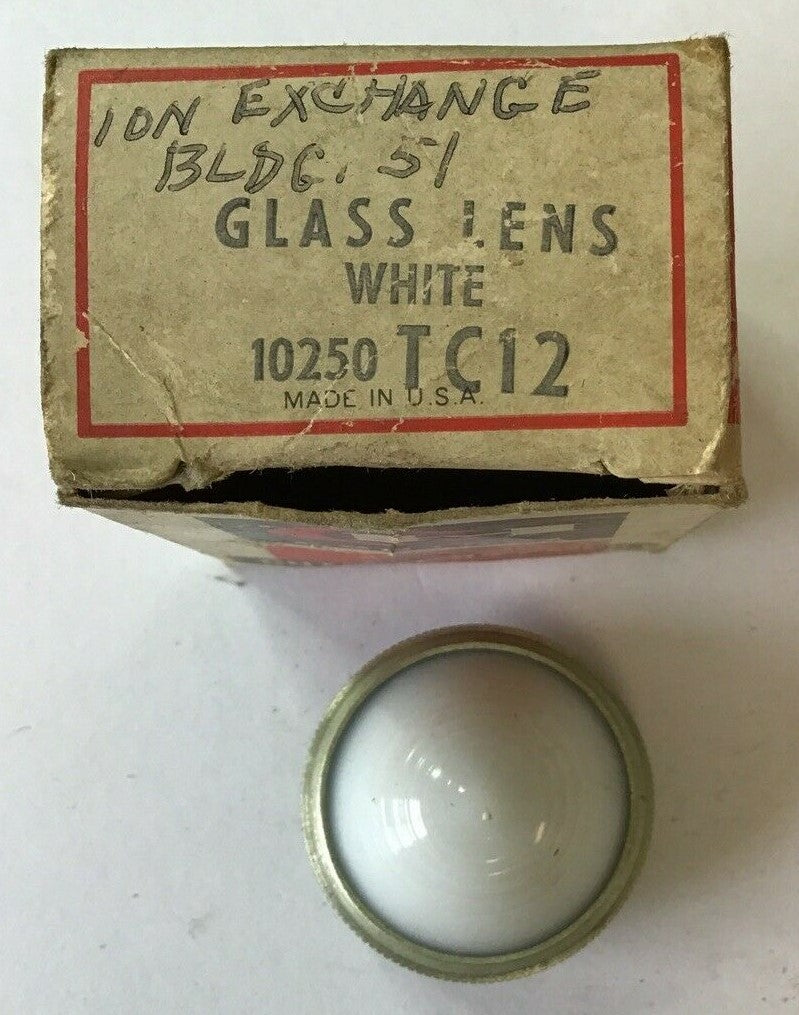 ION EXCHANGE
BLDG. 51
GLASS LENS
WHITE
10250 TC12
MADE IN U.S.A.